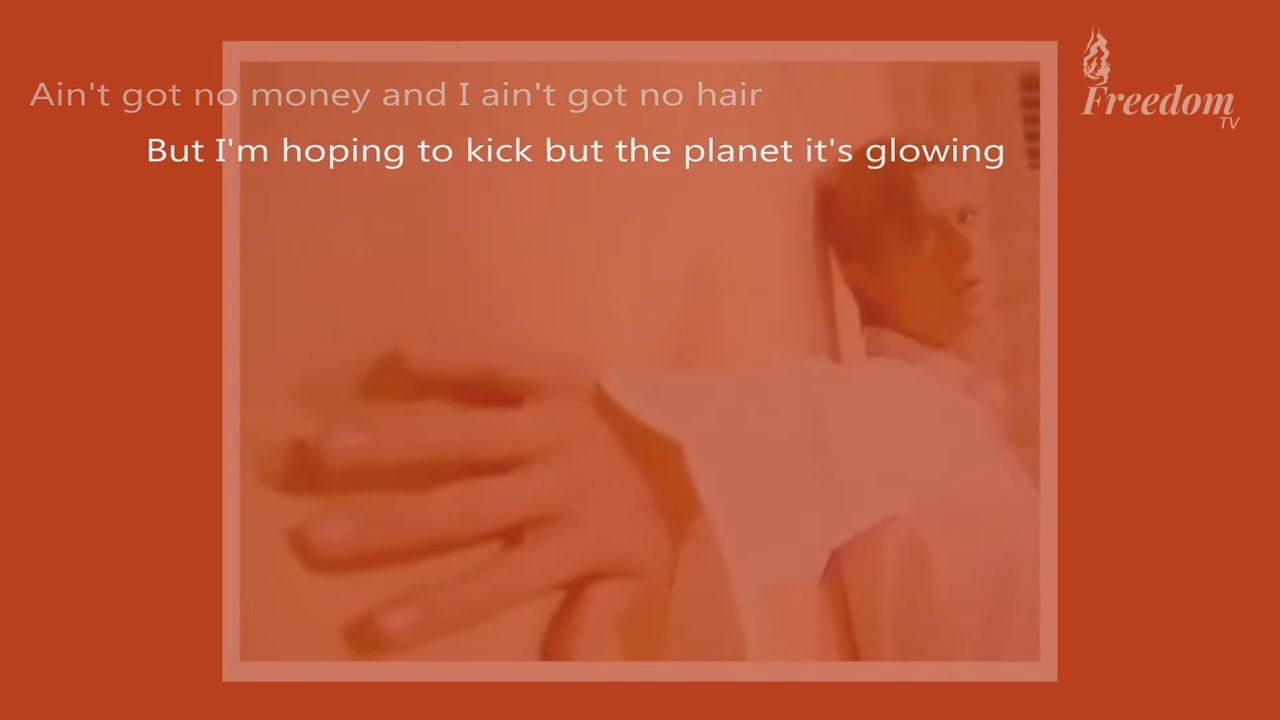 Ain't got no money and I ain't got no hair
But I'm hoping to kick but the planet it's glowing
Freedom
TV